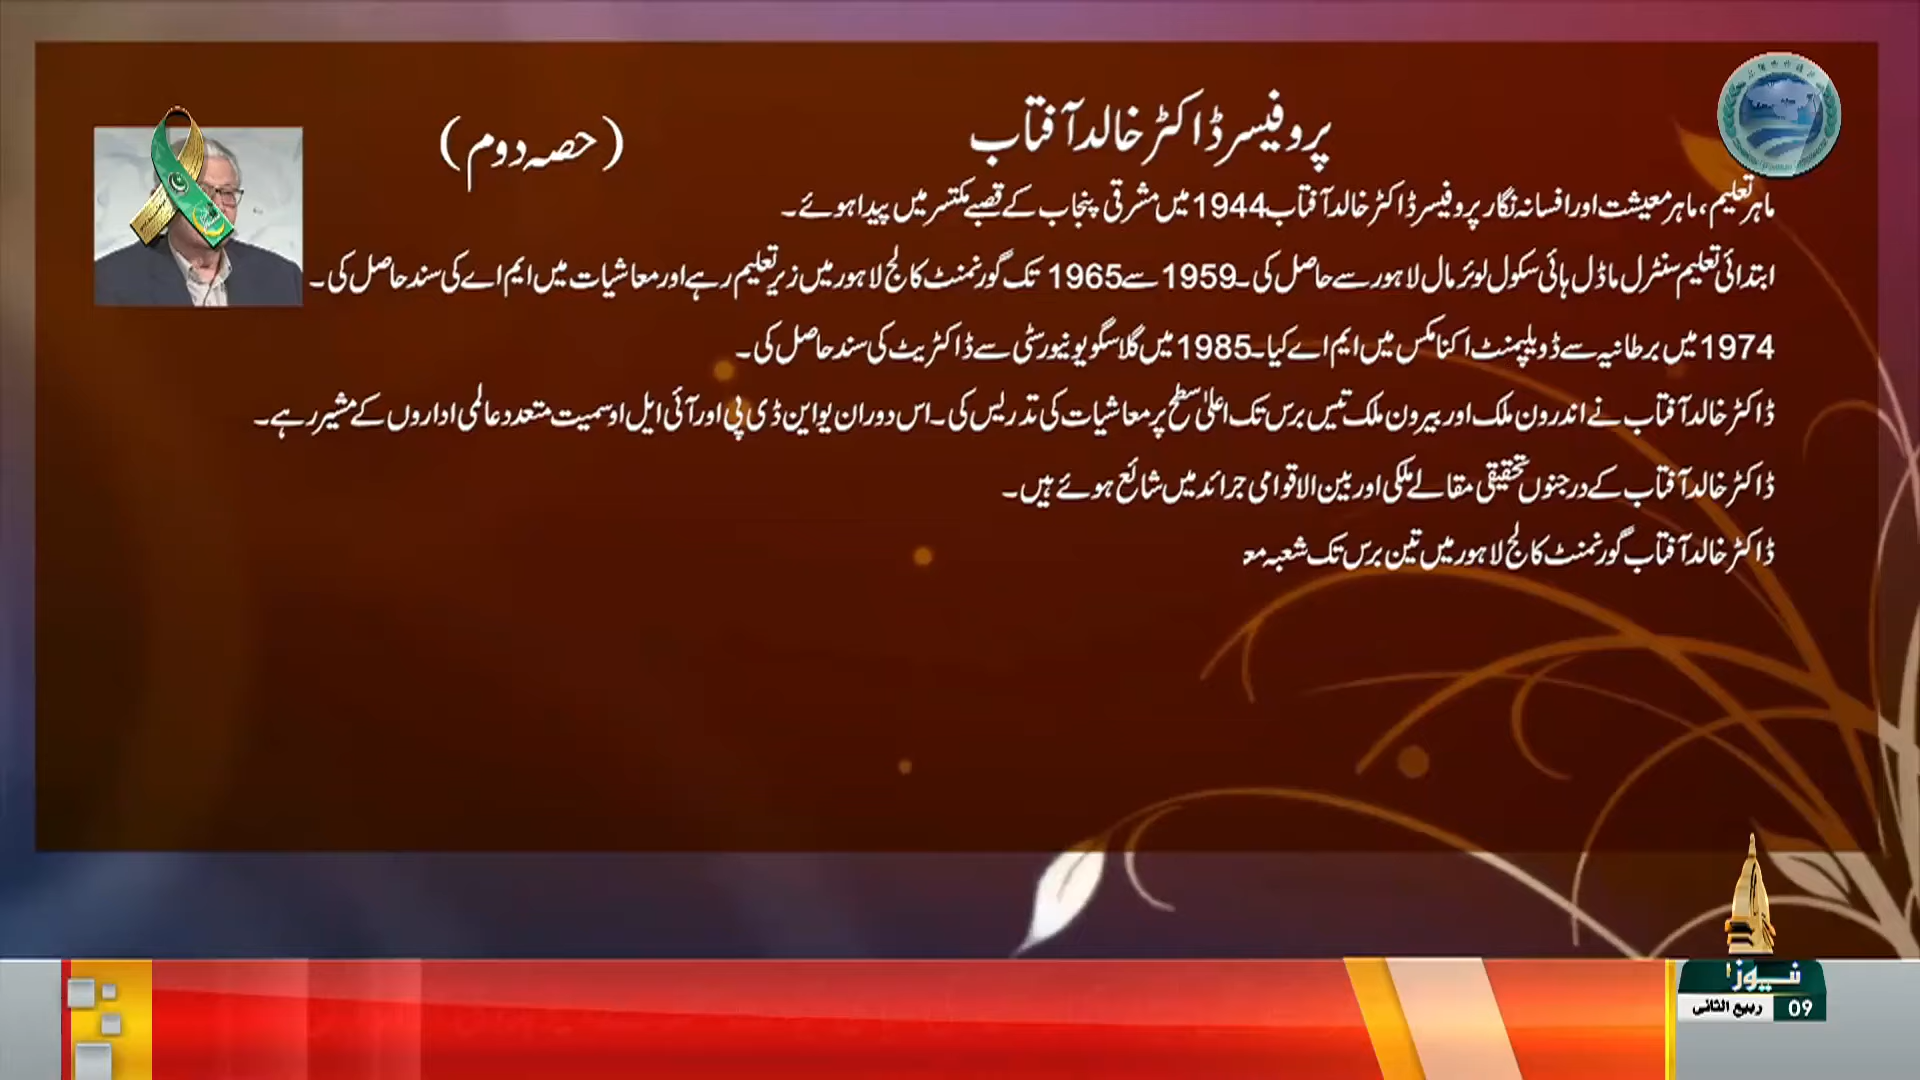 پروفیسر ڈاکٹر خالد آفتاب
(حصہ دوم)
ماہر تعلیم، ماہر معیشت اور افسانہ نگار پروفیسر ڈاکٹر خالد آفتاب 1944 میں مشرقی پنجاب کے قصبے مکتسر میں پیدا ہوئے۔
ابتدائی تعلیم سنٹرل ماڈل ہائی سکول لوئر مال لاہور سے حاصل کی۔ 1959 سے 1965 تک گورنمنٹ کالج لاہور میں زیر تعلیم رہے اور معاشیات میں ایم اے کی سند حاصل کی۔
1974 میں برطانیہ سے ڈویلپمنٹ اکنامکس میں ایم اے کیا۔ 1985 میں گلاسگو یونیورسٹی سے ڈاکٹریٹ کی سند حاصل کی۔
ڈاکٹر خالد آفتاب نے اندرون ملک اور بیرون ملک تیس برس تک اعلیٰ سطح پر معاشیات کی تدریس کی۔ اس دوران یو این ڈی پی اور آئی ایل او سمیت متعدد عالمی اداروں کے مشیر رہے۔
ڈاکٹر خالد آفتاب کے درجنوں تحقیقی مقالے ملکی اور بین الاقوامی جرائد میں شائع ہوئے ہیں۔
ڈاکٹر خالد آفتاب گورنمنٹ کالج لاہور میں تین برس تک شعبہ مع
نیوز
09 ربیع الثانی